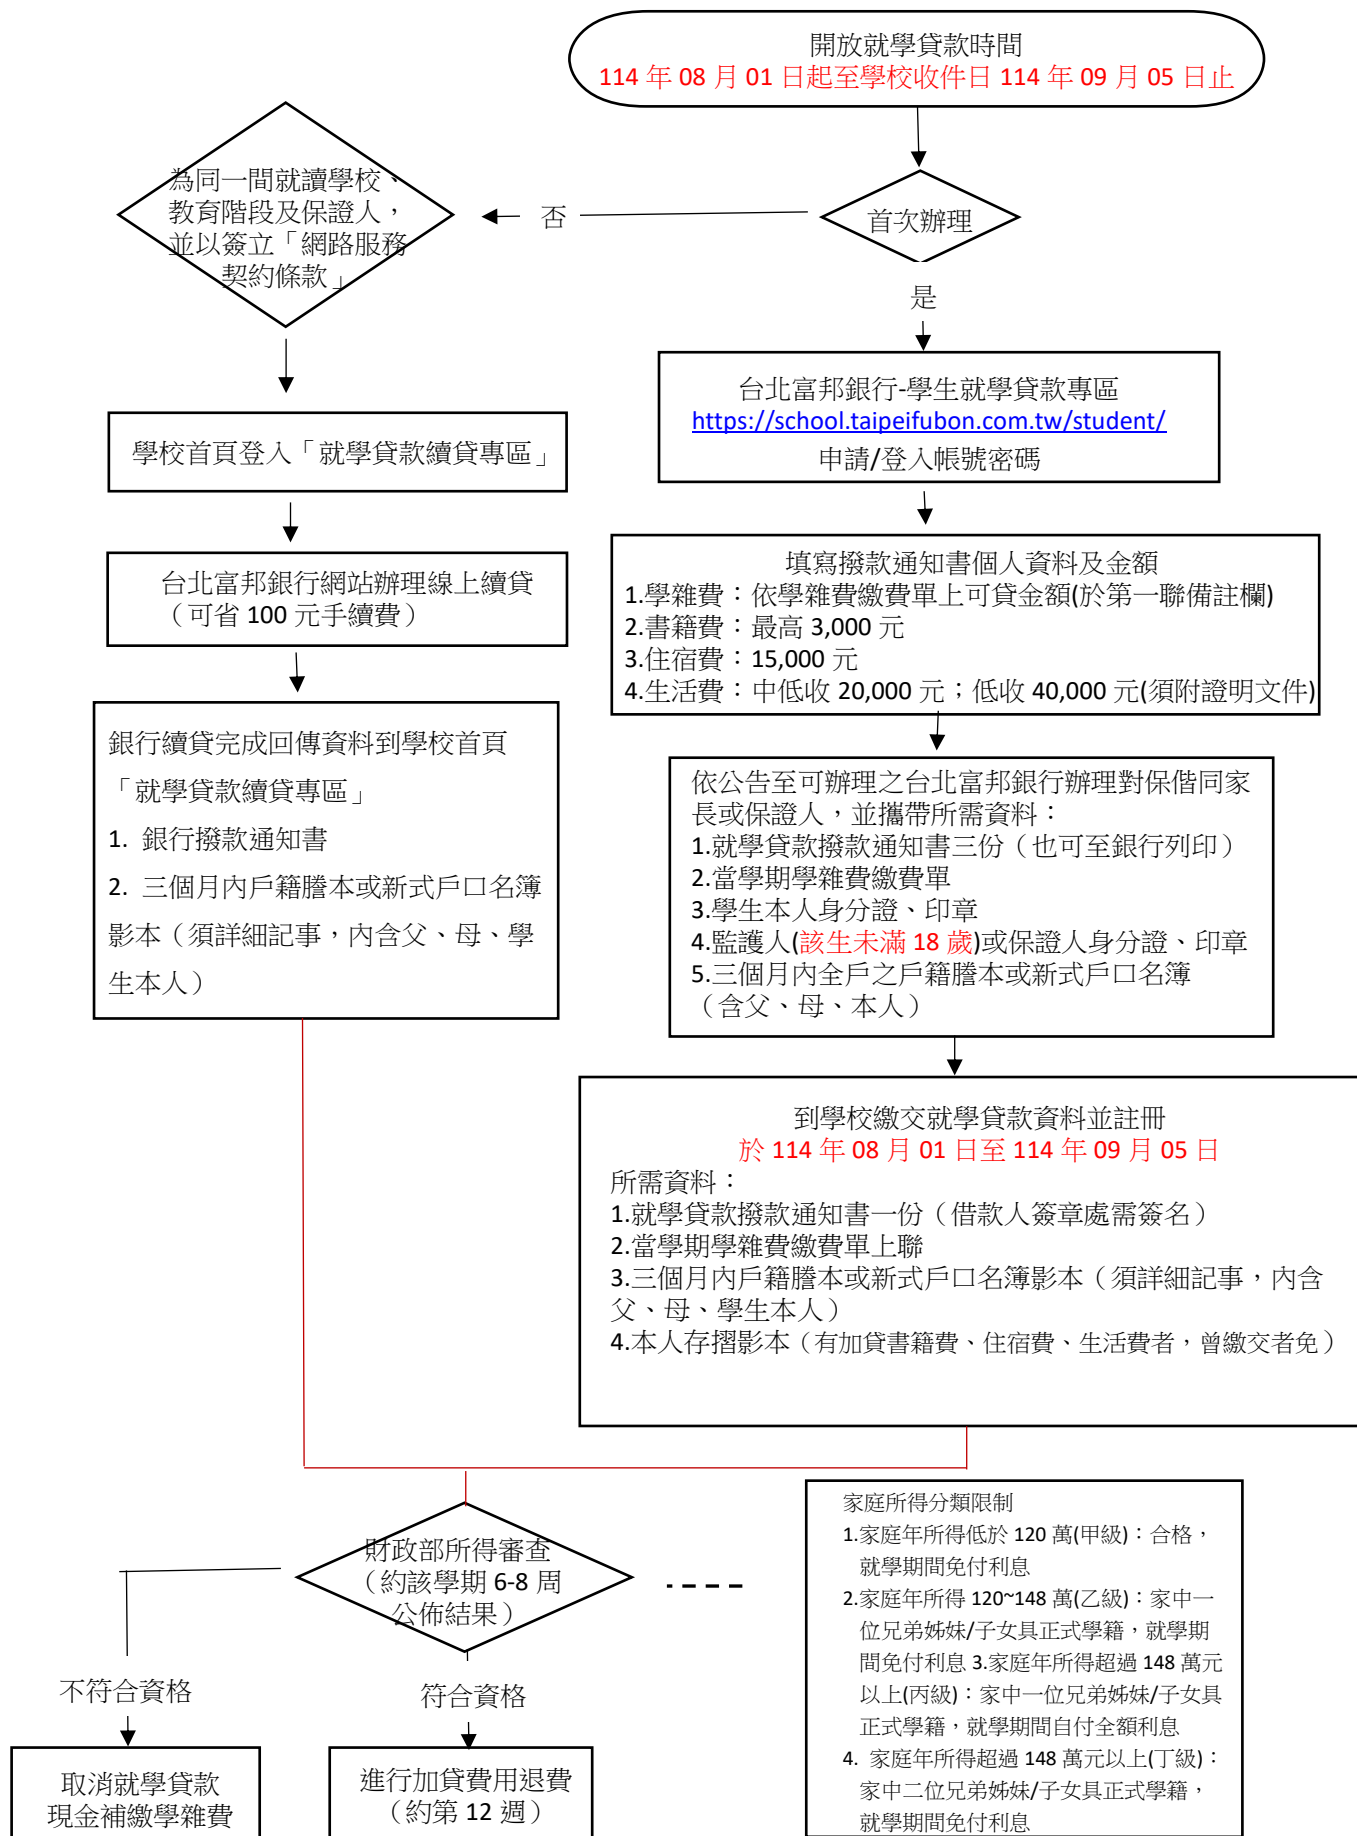 開放就學貸款時間
114 年 08 月 01 日起至學校收件日 114 年 09 月 05 日止
首次辦理
否
為同一間就讀學校、
教育階段及保證人，
並以簽立「網路服務
契約條款」
是
學校首頁登入「就學貸款續貸專區」
台北富邦銀行網站辦理線上續貸
（可省 100 元手續費）
銀行續貸完成回傳資料到學校首頁
「就學貸款續貸專區」
1. 銀行撥款通知書
2. 三個月內戶籍謄本或新式戶口名簿
影本（須詳細記事，內含父、母、學
生本人）
台北富邦銀行-學生就學貸款專區
https://school.taipeifubon.com.tw/student/
申請/登入帳號密碼
填寫撥款通知書個人資料及金額
1.學雜費：依學雜費繳費單上可貸金額(於第一聯備註欄)
2.書籍費：最高 3,000 元
3.住宿費：15,000 元
4.生活費：中低收 20,000 元；低收 40,000 元(須附證明文件)
依公告至可辦理之台北富邦銀行辦理對保偕同家
長或保證人，並攜帶所需資料：
1.就學貸款撥款通知書三份（也可至銀行列印）
2.當學期學雜費繳費單
3.學生本人身分證、印章
4.監護人(該生未滿 18 歲)或保證人身分證、印章
5.三個月內全戶之戶籍謄本或新式戶口名簿
（含父、母、本人）
到學校繳交就學貸款資料並註冊
於 114 年 08 月 01 日至 114 年 09 月 05 日
所需資料：
1.就學貸款撥款通知書一份（借款人簽章處需簽名）
2.當學期學雜費繳費單上聯
3.三個月內戶籍謄本或新式戶口名簿影本（須詳細記事，內含
父、母、學生本人）
4.本人存摺影本（有加貸書籍費、住宿費、生活費者，曾繳交者免）
財政部所得審查
（約該學期 6-8 周
公佈結果）
家庭所得分類限制
1.家庭年所得低於 120 萬(甲級)：合格，
就學期間免付利息
2.家庭年所得 120~148 萬(乙級)：家中一
位兄弟姊妹/子女具正式學籍，就學期
間免付利息 3.家庭年所得超過 148 萬元
以上(丙級)：家中一位兄弟姊妹/子女具
正式學籍，就學期間自付全額利息
4. 家庭年所得超過 148 萬元以上(丁級)：
家中二位兄弟姊妹/子女具正式學籍，
就學期間免付利息
不符合資格
符合資格
取消就學貸款
現金補繳學雜費
進行加貸費用退費
（約第 12 週）